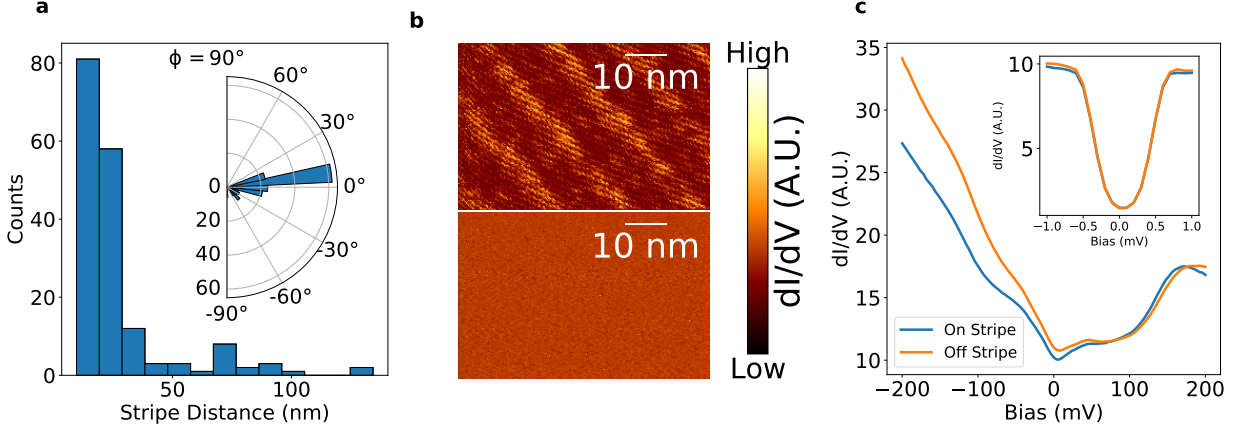 a
Counts
80
60
40
20
0
50
100
Stripe Distance (nm)
ϕ = 90°
60°
30°
0°
-30°
-60°
-90°
0
20
40
60
b
10 nm
10 nm
High
Low
dI/dV (A.U.)
c
dI/dV (A.U.)
35
30
25
20
15
10
−200
−100
0
100
200
Bias (mV)
On Stripe
Off Stripe
dI/dV (A.U.)
10
5
−1.0
−0.5
0.0
0.5
1.0
Bias (mV)